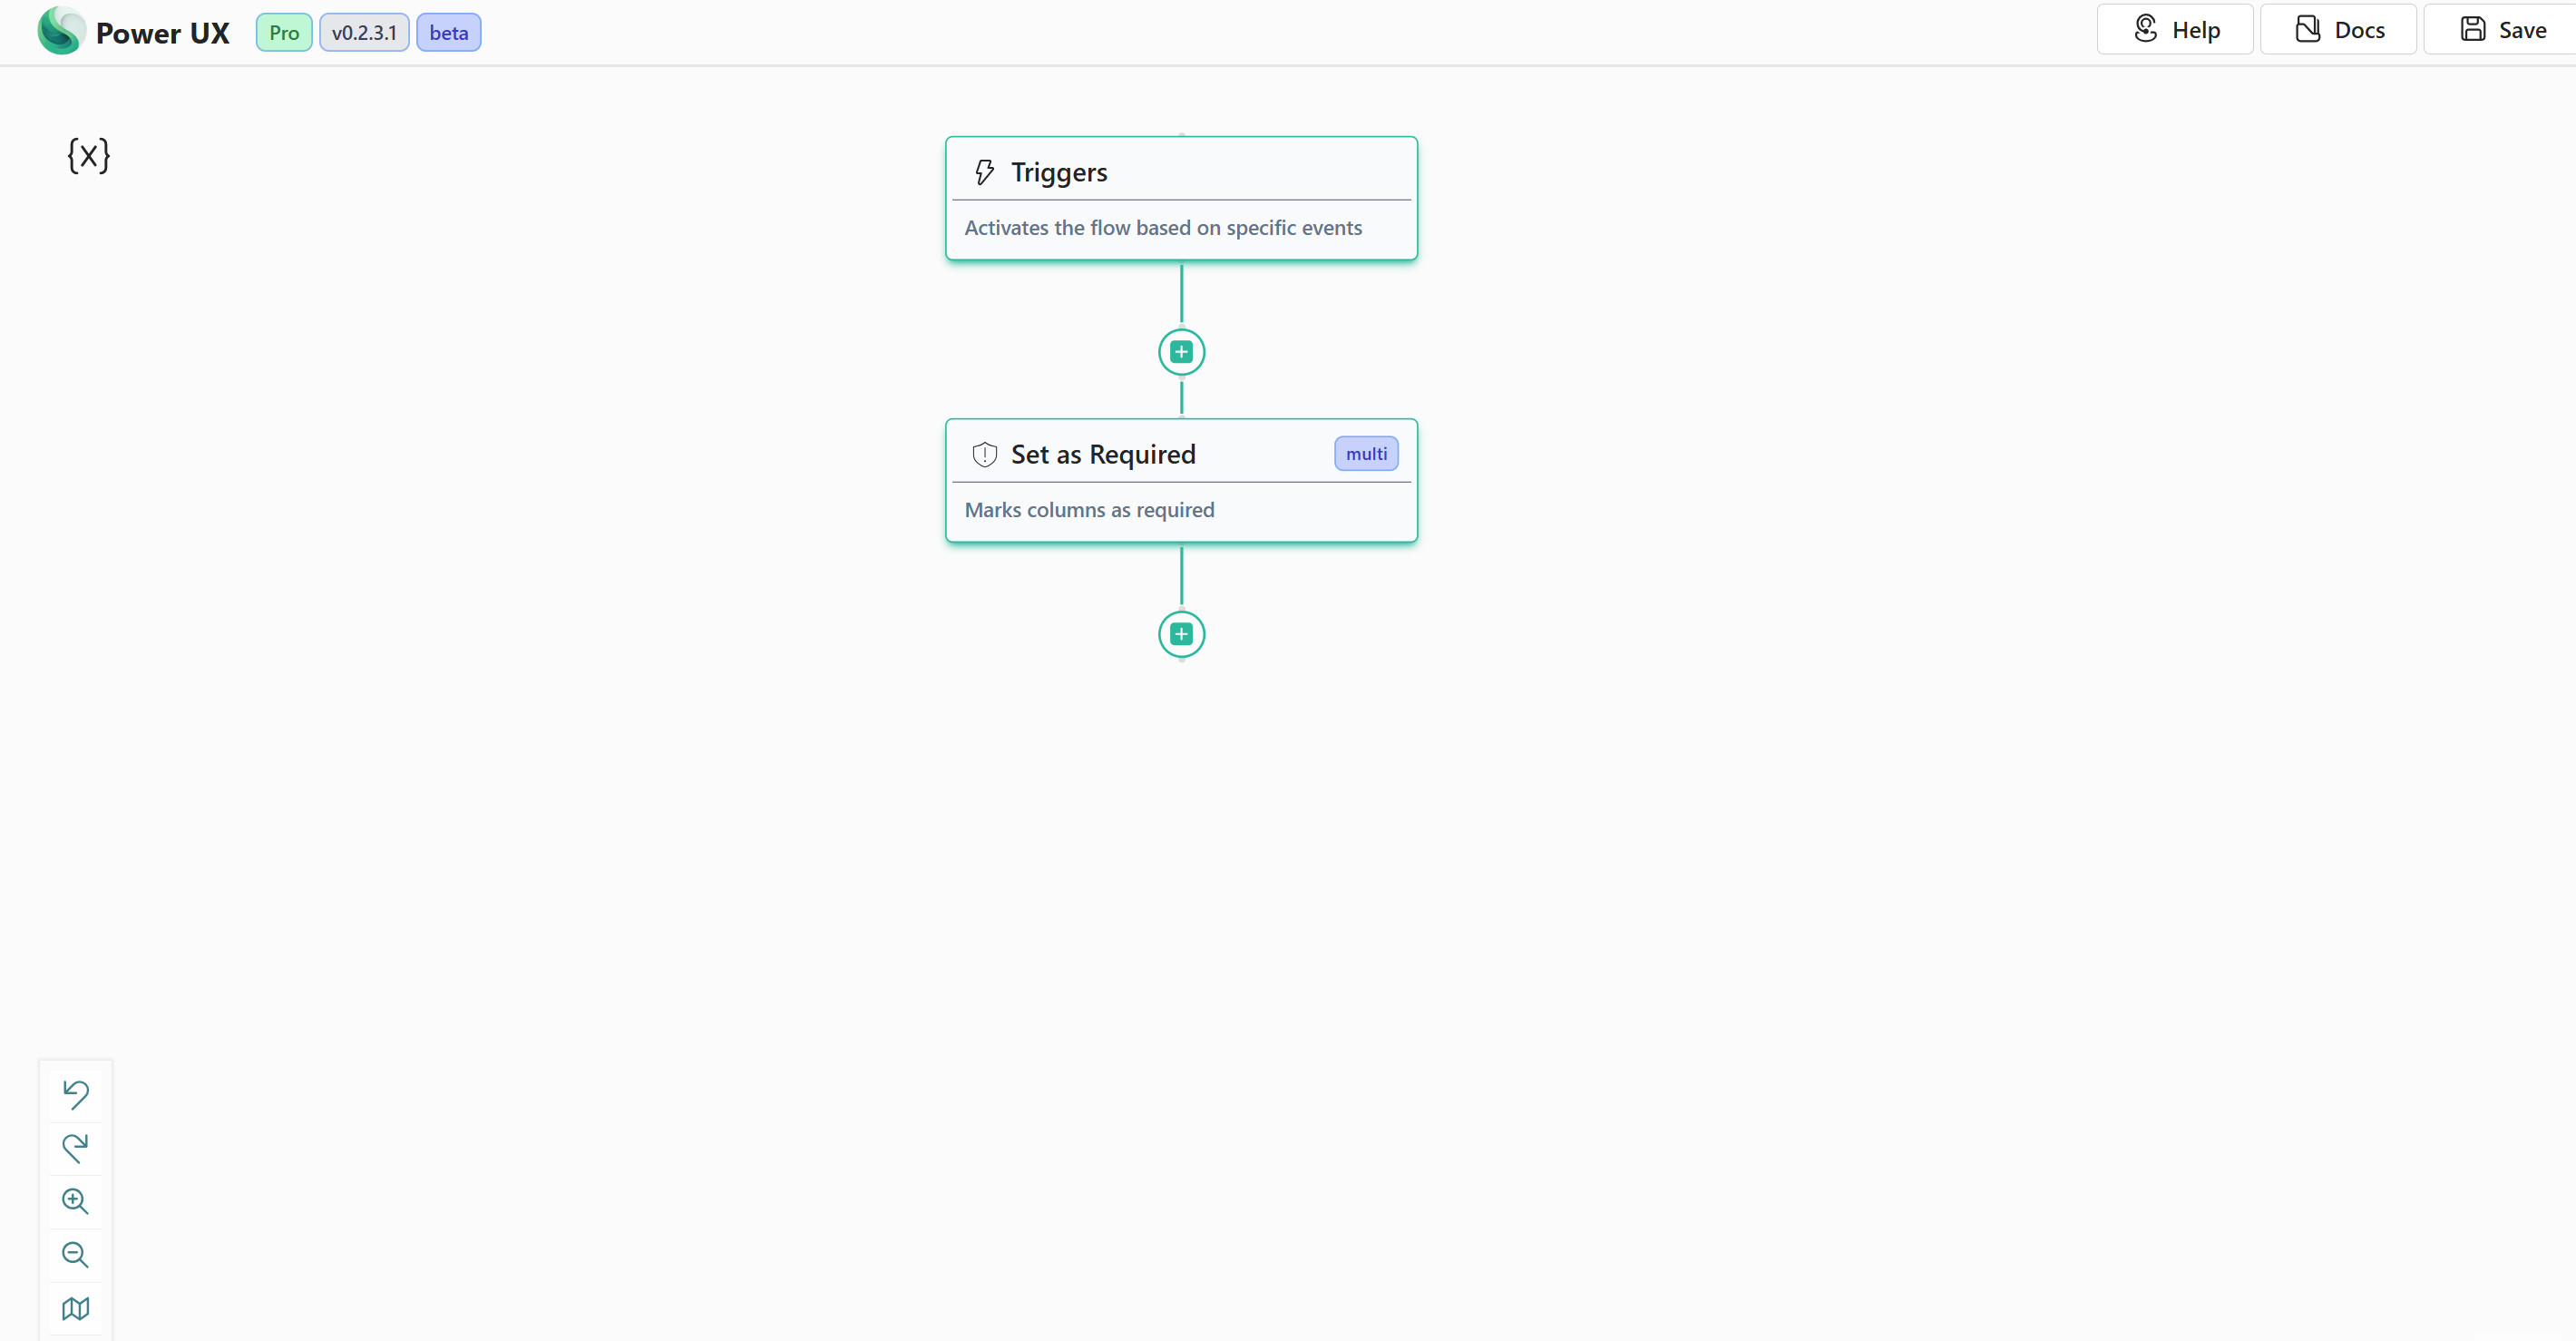 Power UX Pro v0.2.3.1 beta Help Docs Save
{x}
Triggers
Activates the flow based on specific events
Set as Required multi
Marks columns as required